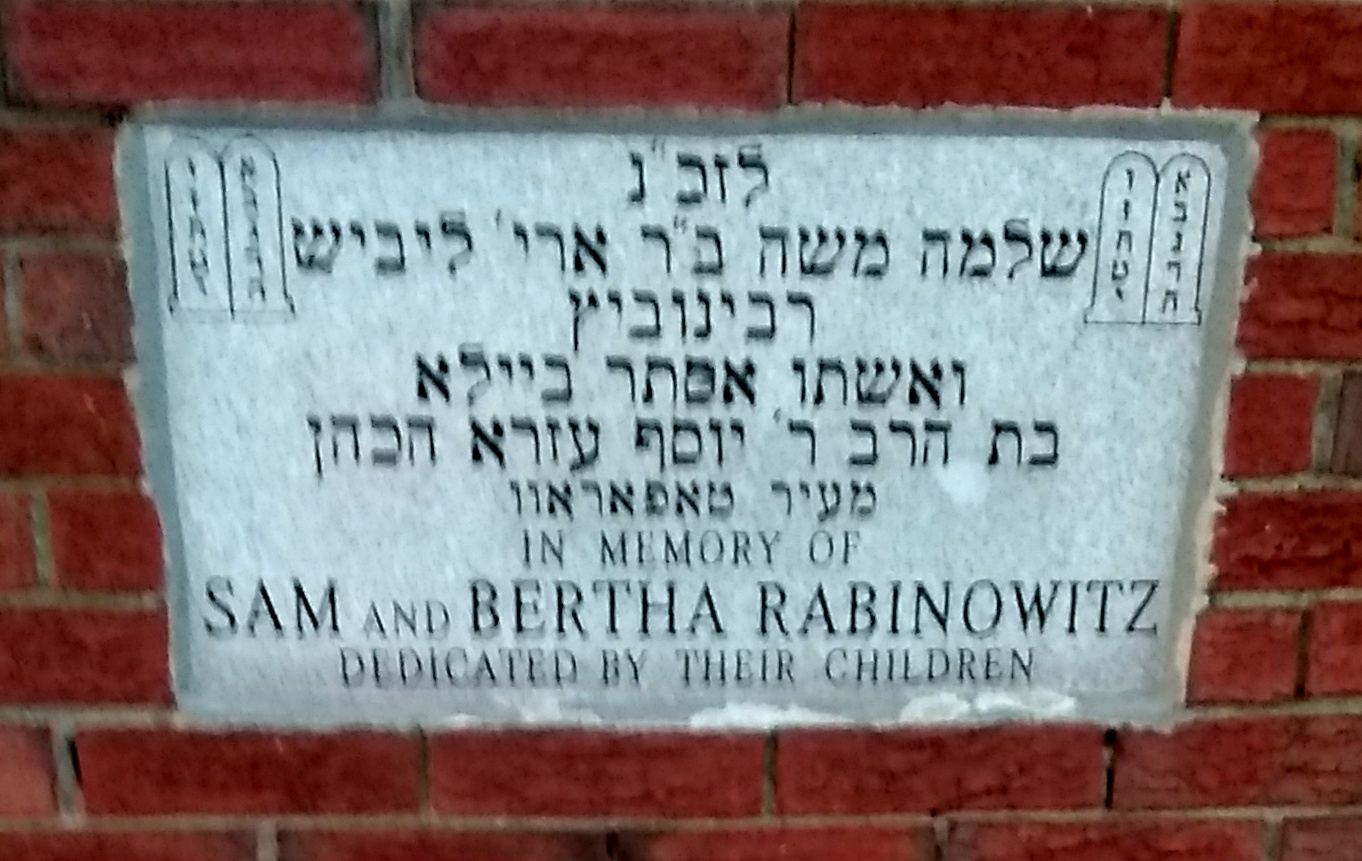 לזכ"נ
שלמה משה ב"ר ארי' ליביש
רבינוביץ
ואשתו אסתר ביילא
בת הרב ר' יוסף עזרא הכהן
מעיר טאפאראוו
IN MEMORY OF
SAM AND BERTHA RABINOWITZ
DEDICATED BY THEIR CHILDREN